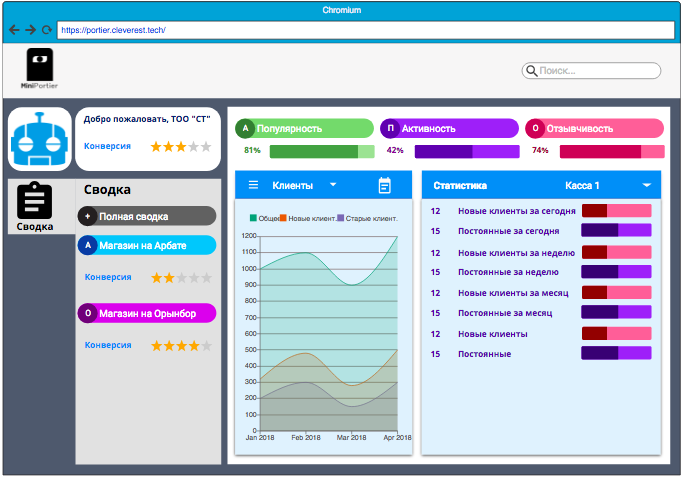 Chromium
https://portier.cleverest.tech/
MiniPortier
Поиск...
Добро пожаловать, ТОО "СТ"
Конверсия
Сводка
Сводка
+ Полная сводка
А Магазин на Арбате
Конверсия
О Магазин на Орынбор
Конверсия
А Популярность
81%
П Активность
42%
О Отзывчивость
74%
Клиенты
Общее Новые клиент. Старые клиент.
1200
1100
1000
900
800
700
600
500
400
300
200
100
0
Jan 2018 Feb 2018 Mar 2018 Apr 2018
Статистика Касса 1
12 Новые клиенты за сегодня
15 Постоянные за сегодня
12 Новые клиенты за неделю
15 Постоянные за неделю
12 Новые клиенты за месяц
15 Постоянные за месяц
12 Новые клиенты
15 Постоянные